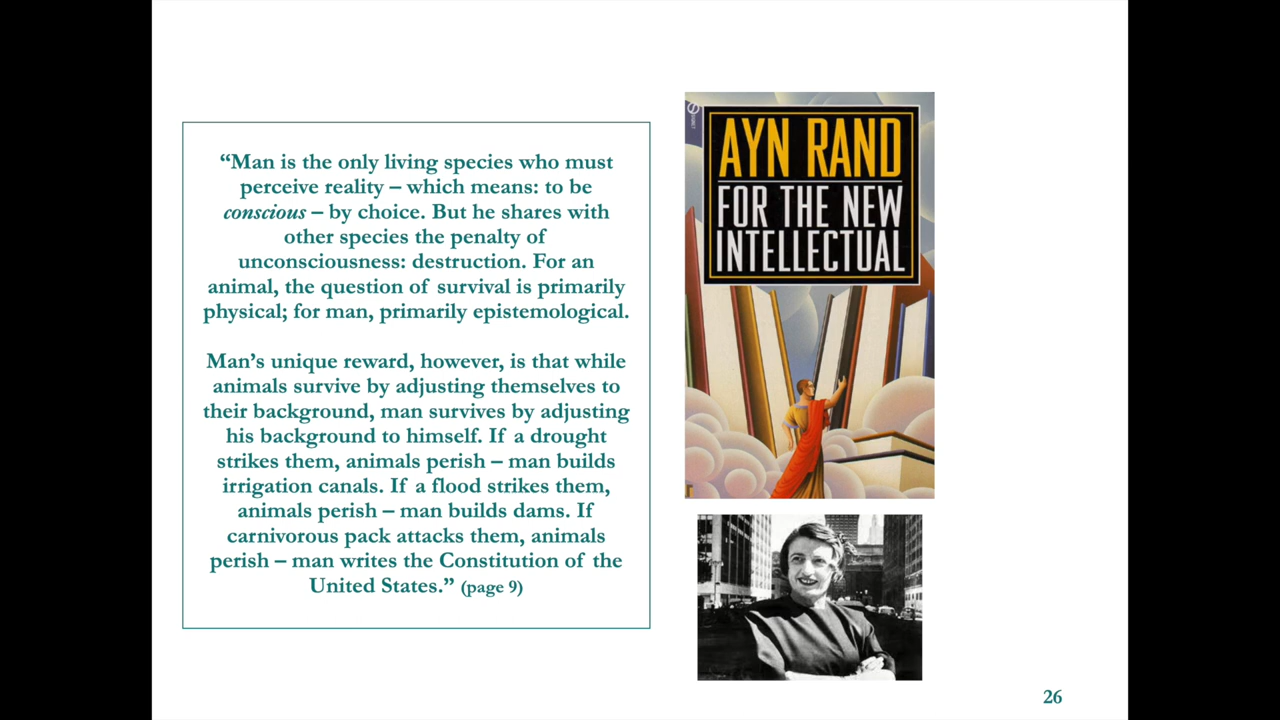 “Man is the only living species who must
perceive reality – which means: to be
conscious – by choice. But he shares with
other species the penalty of
unconsciousness: destruction. For an
animal, the question of survival is primarily
physical; for man, primarily epistemological.
Man’s unique reward, however, is that while
animals survive by adjusting themselves to
their background, man survives by adjusting
his background to himself. If a drought
strikes them, animals perish – man builds
irrigation canals. If a flood strikes them,
animals perish – man builds dams. If
carnivorous pack attacks them, animals
perish – man writes the Constitution of the
United States.” (page 9)
AYN RAND
FOR THE NEW
INTELLECTUAL
26